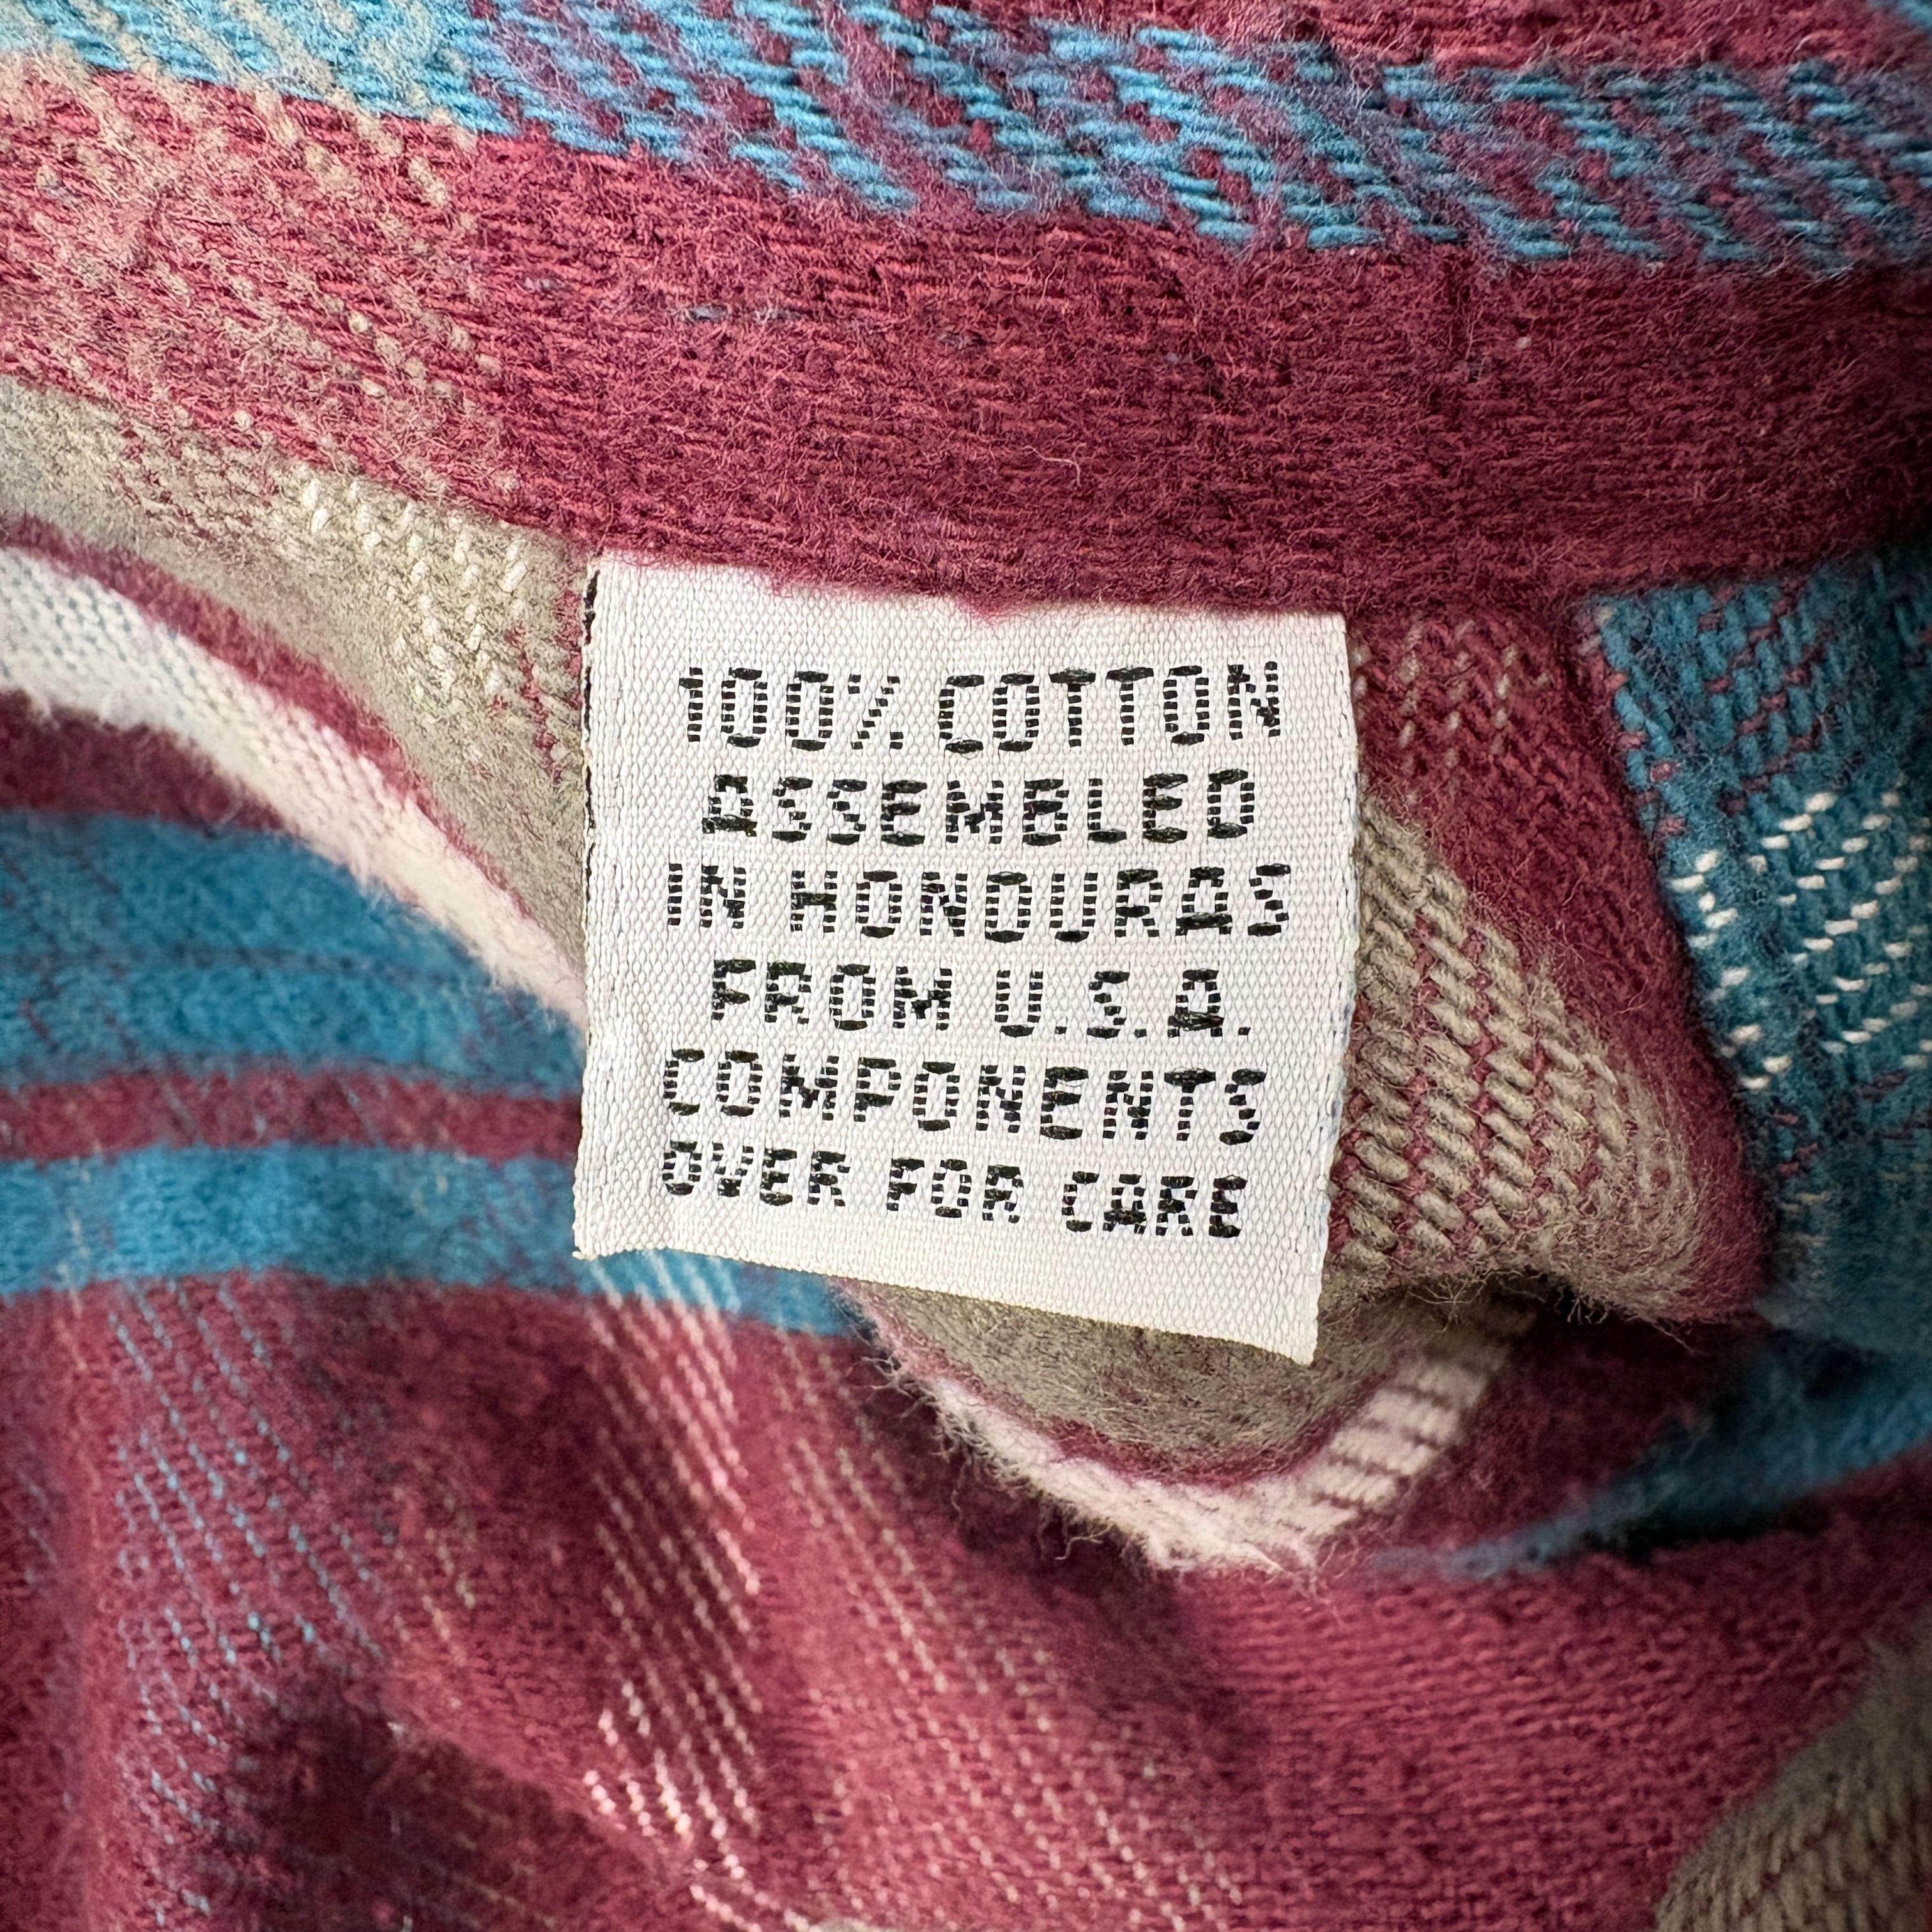 100% COTTON
ASSEMBLED
IN HONDURAS
FROM U.S.A.
COMPONENTS
OVER FOR CARE